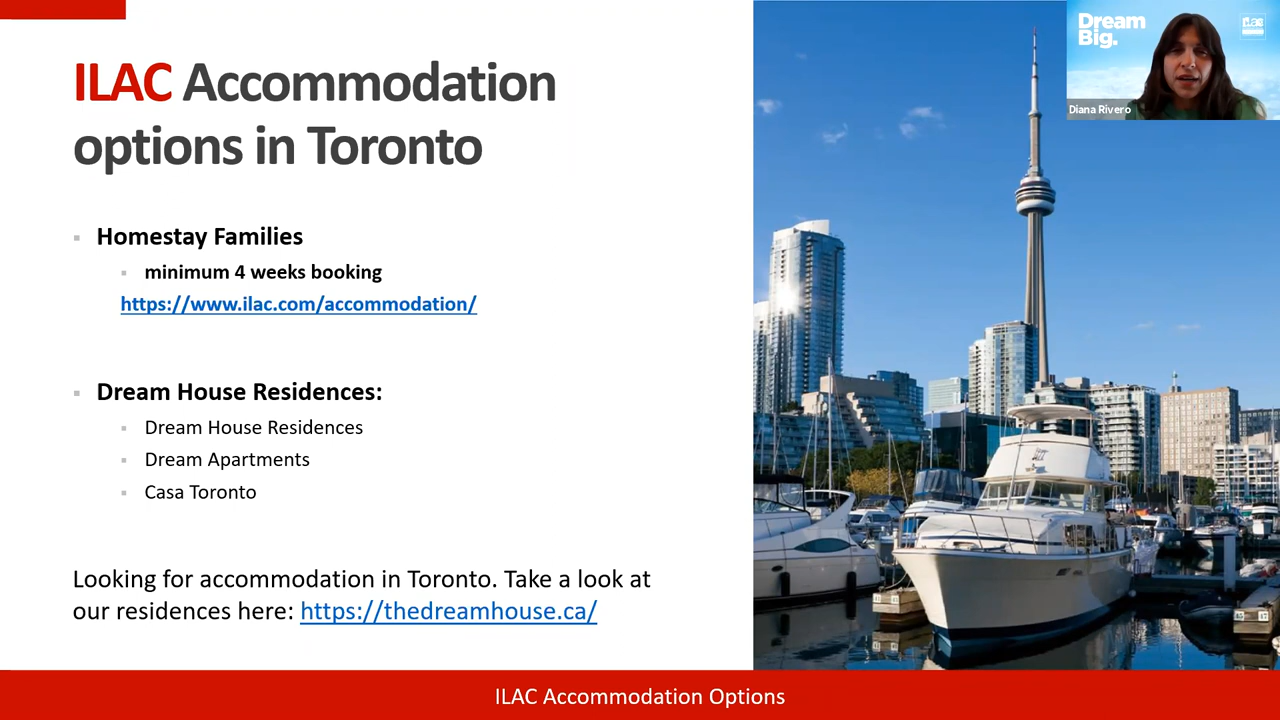 ILAC Accommodation
options in Toronto
Homestay Families
minimum 4 weeks booking
https://www.ilac.com/accommodation/
Dream House Residences:
Dream House Residences
Dream Apartments
Casa Toronto
Looking for accommodation in Toronto. Take a look at
our residences here: https://thedreamhouse.ca/
Dream
Big.
Diana Rivero
ILAC Accommodation Options